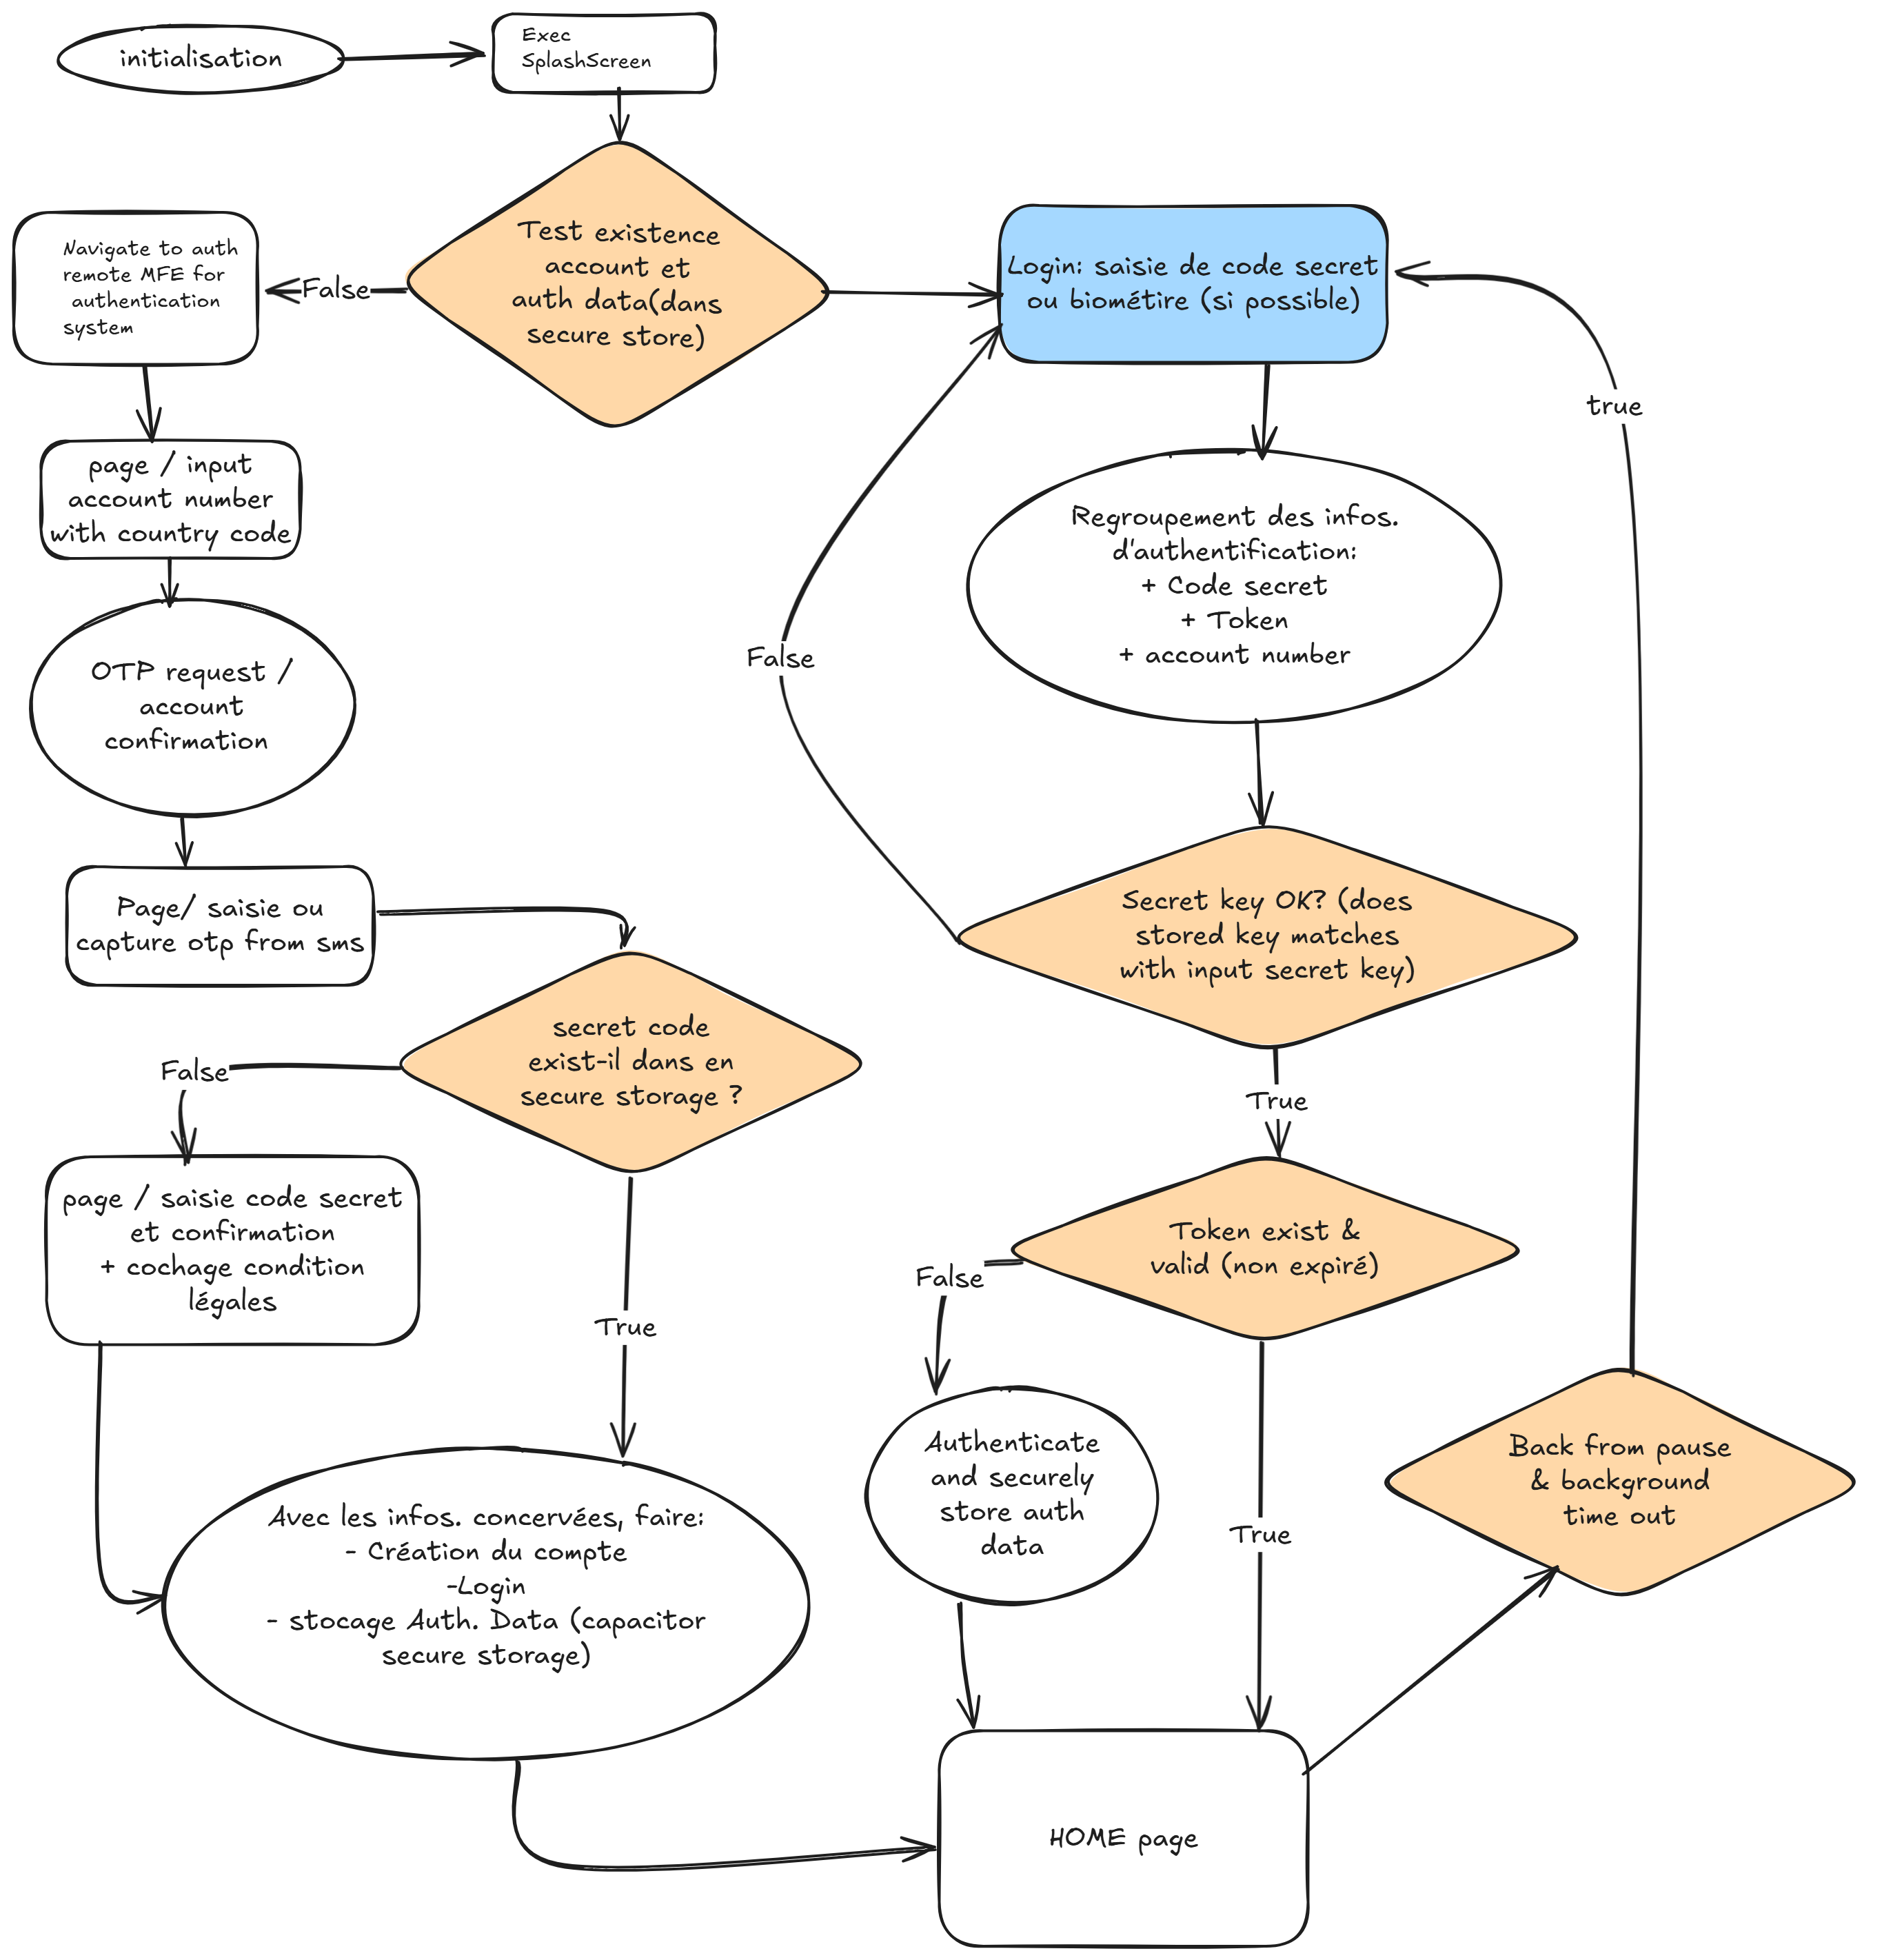 initialisation
Exec
SplashScreen
Test existence
account et
auth data(dans
secure store)
False
Navigate to auth
remote MFE for
authentication
system
Login: saisie de code secret
ou biométire (si possible)
true
page / input
account number
with country code
Regroupement des infos.
d'authentification:
+ Code secret
+ Token
+ account number
False
OTP request /
account
confirmation
Page/ saisie ou
capture otp from sms
Secret key OK? (does
stored key matches
with input secret key)
secret code
exist-il dans en
secure storage ?
False
True
page / saisie code secret
et confirmation
+ cochage condition
légales
True
Token exist &
valid (non expiré)
False
Authenticate
and securely
store auth
data
True
Back from pause
& background
time out
Avec les infos. concervées, faire:
- Création du compte
-Login
- stocage Auth. Data (capacitor
secure storage)
HOME page